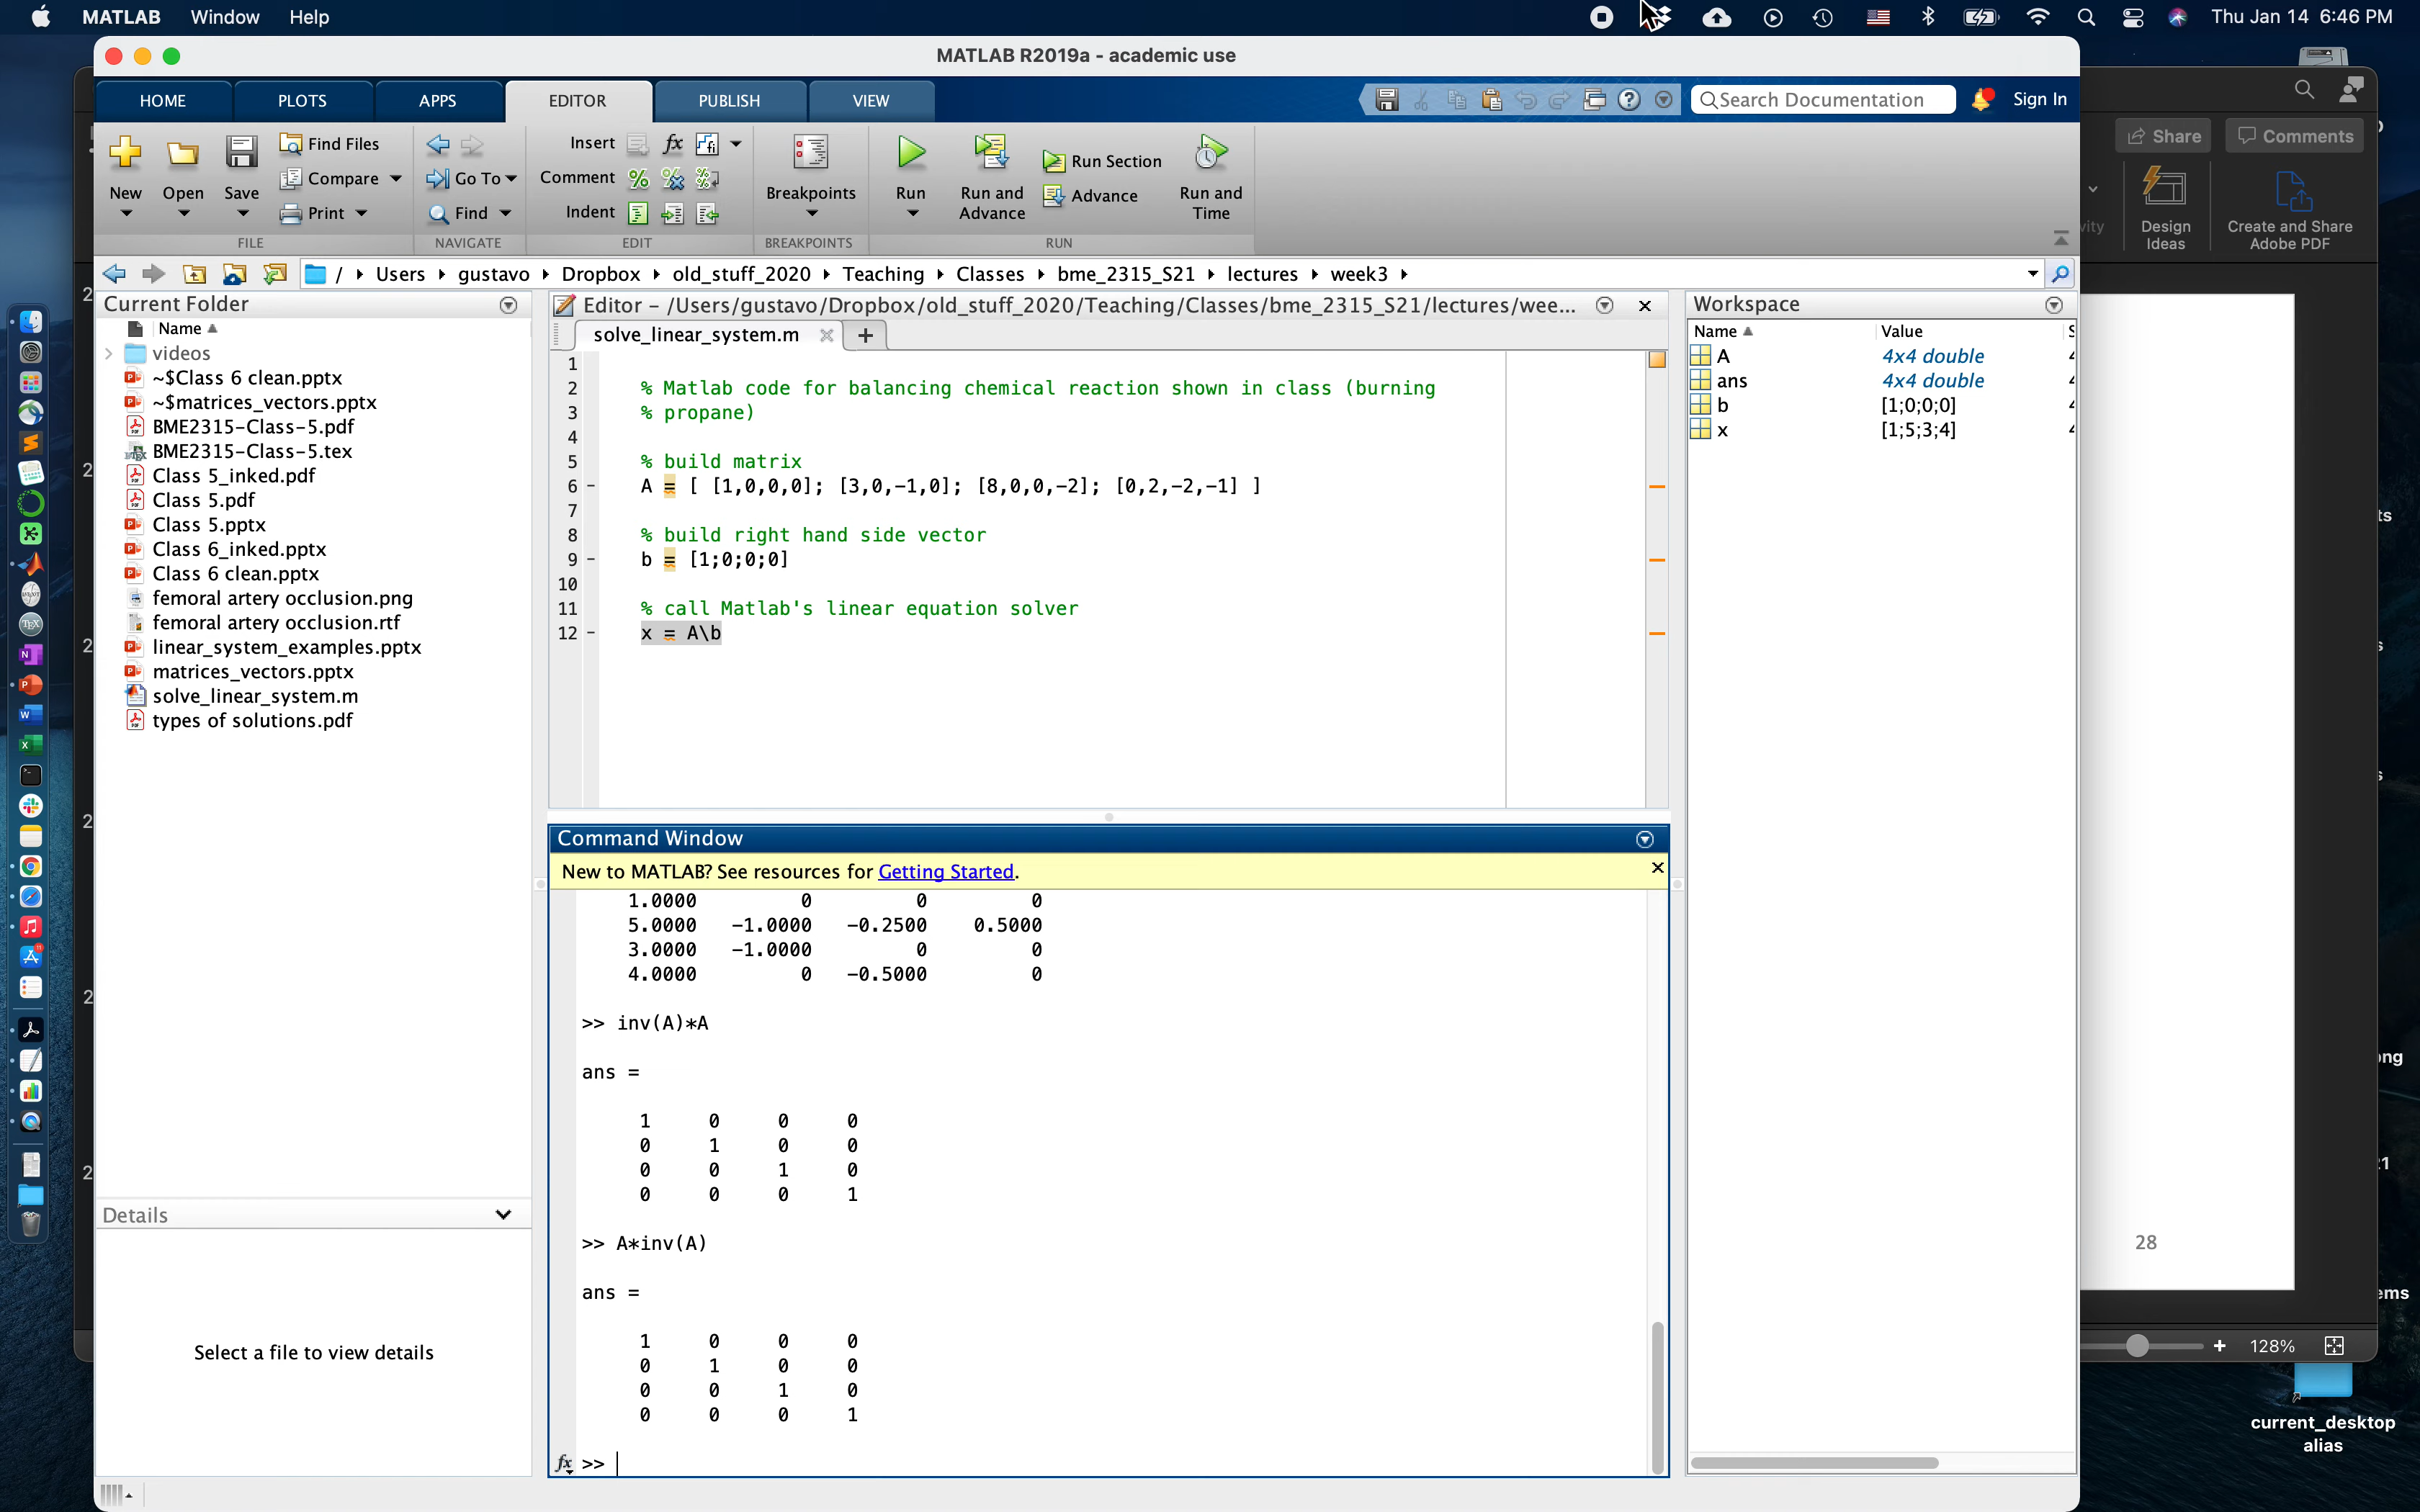 MATLAB Window Help
Thu Jan 14 6:46 PM
MATLAB R2019a - academic use
HOME PLOTS APPS EDITOR PUBLISH VIEW
Search Documentation
Sign In
New
Open
Save
Find Files
Compare
Print
FILE
Go To
Find
NAVIGATE
Insert
Comment
Indent
EDIT
Breakpoints
BREAKPOINTS
Run
Run and
Advance
Run Section
Advance
Run and
Time
RUN
/ Users gustavo Dropbox old_stuff_2020 Teaching Classes bme_2315_S21 lectures week3
Current Folder
Name
videos
~$Class 6 clean.pptx
~$matrices_vectors.pptx
BME2315-Class-5.pdf
BME2315-Class-5.tex
Class 5_inked.pdf
Class 5.pdf
Class 5.pptx
Class 6_inked.pptx
Class 6 clean.pptx
femoral artery occlusion.png
femoral artery occlusion.rtf
linear_system_examples.pptx
matrices_vectors.pptx
solve_linear_system.m
types of solutions.pdf
Details
Select a file to view details
Editor - /Users/gustavo/Dropbox/old_stuff_2020/Teaching/Classes/bme_2315_S21/lectures/wee...
solve_linear_system.m
1
2 % Matlab code for balancing chemical reaction shown in class (burning
3 % propane)
4
5 % build matrix
6 - A = [ [1,0,0,0]; [3,0,-1,0]; [8,0,0,-2]; [0,2,-2,-1] ]
7
8 % build right hand side vector
9 - b = [1;0;0;0]
10
11 % call Matlab's linear equation solver
12 - x = A\b
Command Window
New to MATLAB? See resources for Getting Started.
1.0000 0 0 0
5.0000 -1.0000 -0.2500 0.5000
3.0000 -1.0000 0 0
4.0000 0 -0.5000 0
>> inv(A)*A
ans =
1 0 0 0
0 1 0 0
0 0 1 0
0 0 0 1
>> A*inv(A)
ans =
1 0 0 0
0 1 0 0
0 0 1 0
0 0 0 1
fx >>
Workspace
Name Value
A 4x4 double
ans 4x4 double
b [1;0;0;0]
x [1;5;3;4]
Share
Comments
Design
Ideas
Create and Share
Adobe PDF
28
128%
current_desktop
alias